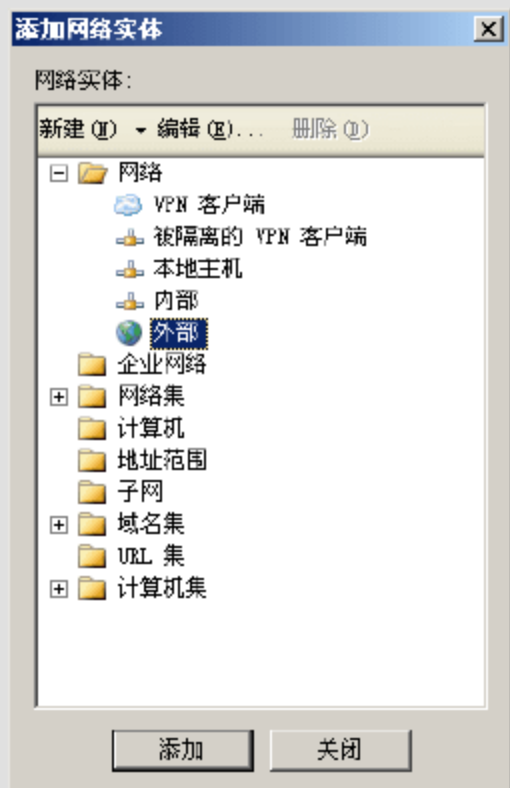 添加网络实体
网络实体:
新建(N) 编辑(E)... 删除(D)
网络
VPN 客户端
被隔离的 VPN 客户端
本地主机
内部
外部
企业网络
网络集
计算机
地址范围
子网
域名集
URL 集
计算机集
添加 关闭